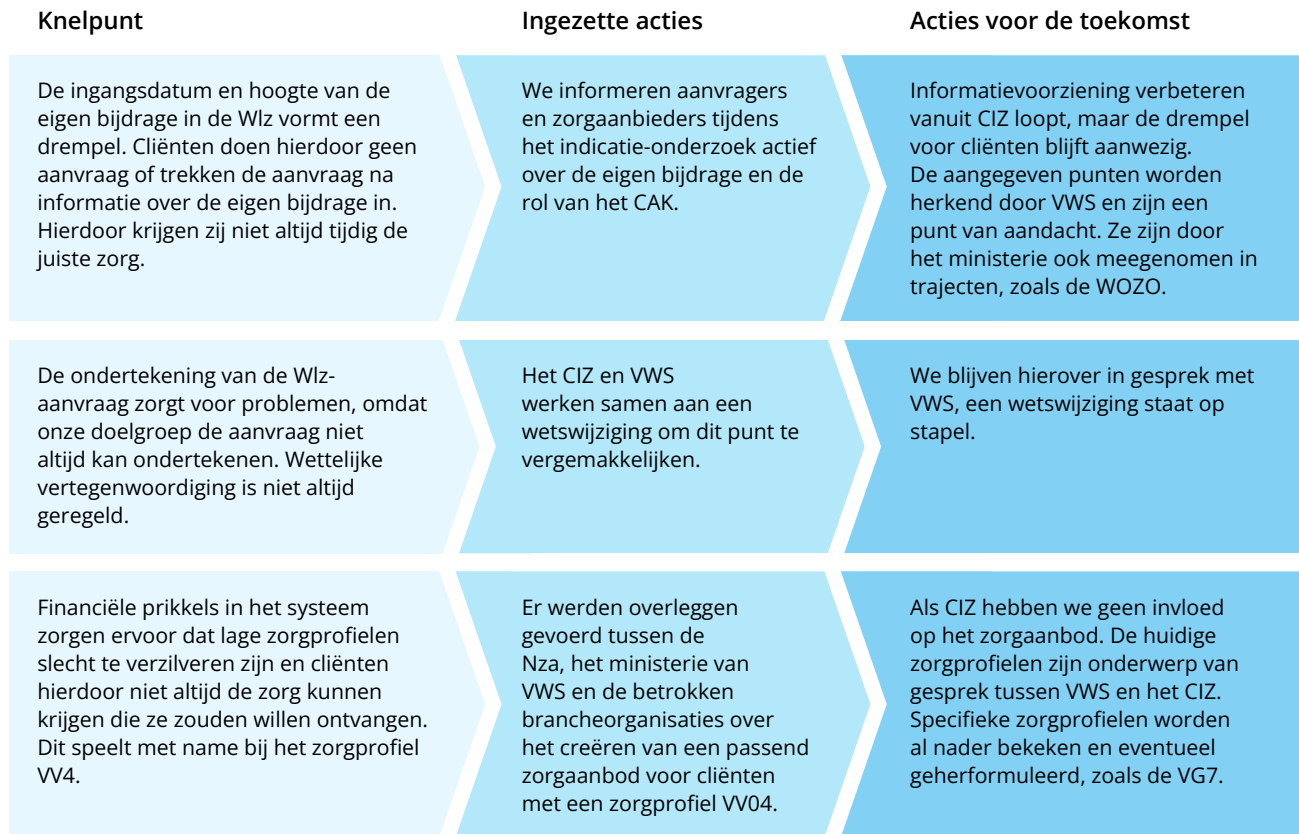 Knelpunt
Ingezette acties
Acties voor de toekomst
De ingangsdatum en hoogte van de
eigen bijdrage in de Wlz vormt een
drempel. Cliënten doen hierdoor geen
aanvraag of trekken de aanvraag na
informatie over de eigen bijdrage in.
Hierdoor krijgen zij niet altijd tijdig de
juiste zorg.
We informeren aanvragers
en zorgaanbieders tijdens
het indicatie-onderzoek actief
over de eigen bijdrage en de
rol van het CAK.
Informatievoorziening verbeteren
vanuit CIZ loopt, maar de drempel
voor cliënten blijft aanwezig.
De aangegeven punten worden
herkend door VWS en zijn een
punt van aandacht. Ze zijn door
het ministerie ook meegenomen in
trajecten, zoals de WOZO.
De ondertekening van de Wlz-
aanvraag zorgt voor problemen, omdat
onze doelgroep de aanvraag niet
altijd kan ondertekenen. Wettelijke
vertegenwoordiging is niet altijd
geregeld.
Het CIZ en VWS
werken samen aan een
wetswijziging om dit punt te
vergemakkelijken.
We blijven hierover in gesprek met
VWS, een wetswijziging staat op
stapel.
Financiële prikkels in het systeem
zorgen ervoor dat lage zorgprofielen
slecht te verzilveren zijn en cliënten
hierdoor niet altijd de zorg kunnen
krijgen die ze zouden willen ontvangen.
Dit speelt met name bij het zorgprofiel
VV4.
Er werden overleggen
gevoerd tussen de
Nza, het ministerie van
VWS en de betrokken
brancheorganisaties over
het creëren van een passend
zorgaanbod voor cliënten
met een zorgprofiel VV04.
Als CIZ hebben we geen invloed
op het zorgaanbod. De huidige
zorgprofielen zijn onderwerp van
gesprek tussen VWS en het CIZ.
Specifieke zorgprofielen worden
al nader bekeken en eventueel
geherformuleerd, zoals de VG7.